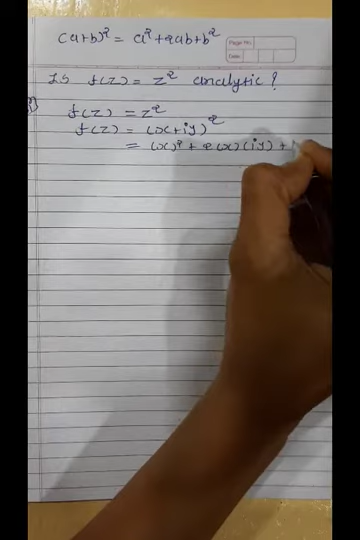 (a+b)² = a²+2ab+b²
Page No.
Date
Is f(z) = z² analytic?
f(z) = z²
f(z) = (x+iy)²
= (x)² + 2(x)(iy) +